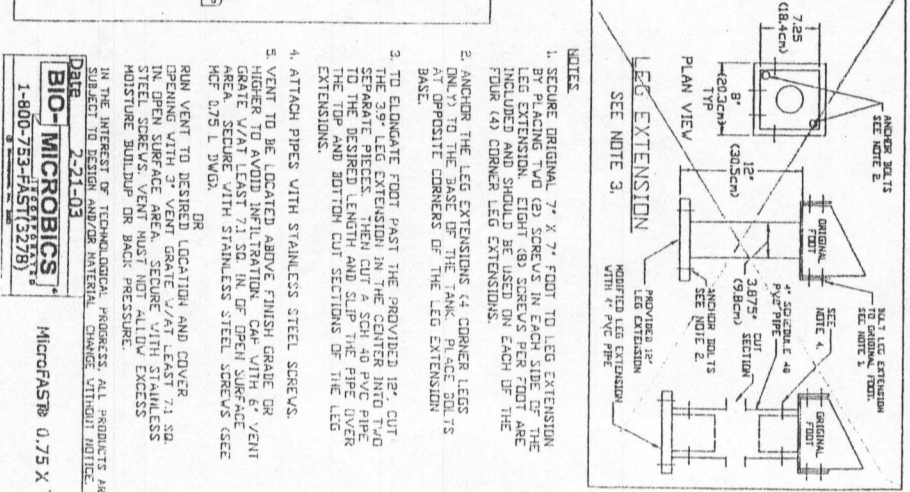 ANCHOR BOLTS
SEE NOTE 2.
7.25
(18.4cm)
8"
(20.3cm)
TYP
PLAN VIEW
LEG EXTENSION
SEE NOTE 3.
12"
(30.5cm)
BOLT LEG EXTENSION
TO ORIGINAL FOOT.
SEE NOTE 1.
ORIGINAL
FOOT
SEE
NOTE 4.
4" SCHEDULE 40
PVC PIPE
3.875"
(9.8cm)
CUT
SECTION
ANCHOR BOLTS
SEE NOTE 2.
PROVIDED 12"
LEG EXTENSION
ORIGINAL
FOOT
MODIFIED LEG EXTENSION
WITH 4" PVC PIPE
NOTES
1. SECURE ORIGINAL 7" X 7" FOOT TO LEG EXTENSION
BY PLACING TWO (2) SCREWS IN EACH SIDE OF THE
LEG EXTENSION. EIGHT (8) SCREWS PER FOOT ARE
INCLUDED AND SHOULD BE USED ON EACH OF THE
FOUR (4) CORNER LEG EXTENSIONS.
2. ANCHOR THE LEG EXTENSIONS (4 CORNER LEGS
ONLY) TO THE BASE OF THE TANK. PLACE BOLTS
AT OPPOSITE CORNERS OF THE LEG EXTENSION
BASE.
3. TO ELONGATE FOOT PAST THE PROVIDED 12", CUT
THE 3.9" LEG EXTENSION IN THE CENTER INTO TWO
SEPARATE PIECES. THEN CUT A SCH 40 PVC PIPE
TO THE DESIRED LENGTH AND SLIP THE PIPE OVER
THE TOP AND BOTTOM CUT SECTIONS OF THE LEG
EXTENSIONS.
4. ATTACH PIPES WITH STAINLESS STEEL SCREWS.
5. VENT TO BE LOCATED ABOVE FINISH GRADE OR
HIGHER TO AVOID INFILTRATION. CAP WITH 6" VENT
GRATE W/AT LEAST 7.1 SQ. IN. OF OPEN SURFACE
AREA. SECURE WITH STAINLESS STEEL SCREWS (SEE
MCF 0.75 L DWG).
OR
RUN VENT TO DESIRED LOCATION AND COVER
OPENING WITH 3" VENT GRATE W/AT LEAST 7.1 SQ.
IN. OPEN SURFACE AREA. SECURE WITH STAINLESS
STEEL SCREWS. VENT MUST NOT ALLOW EXCESS
MOISTURE BUILDUP OR BACK PRESSURE.
IN THE INTEREST OF TECHNOLOGICAL PROGRESS, ALL PRODUCTS AR
SUBJECT TO DESIGN AND/OR MATERIAL CHANGE WITHOUT NOTICE.
Date 2-21-03
BIO-MICROBICS
INCORPORATED
1-800-753-FAST(3278)
MicroFAST® 0.75 X